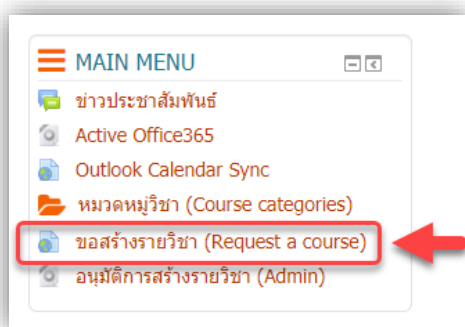 MAIN MENU
ข่าวประชาสัมพันธ์
Active Office365
Outlook Calendar Sync
หมวดหมู่วิชา (Course categories)
ขอสร้างรายวิชา (Request a course)
อนุมัติการสร้างรายวิชา (Admin)